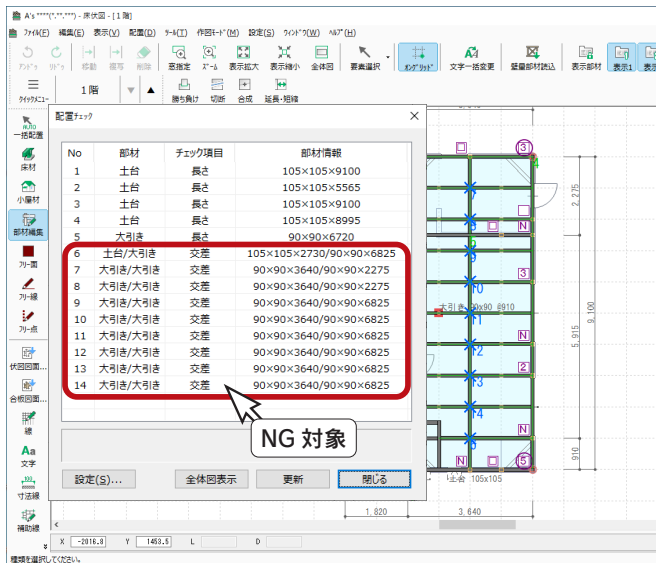 A's ****(*.**.***) - 床伏図 - [1階]
ファイル(F) 編集(E) 表示(V) 配置(D) ツール(T) 作図モード(M) 設定(S) ウィンドウ(W) ヘルプ(H)
アンドゥ リドゥ 移動 複写 削除 窓指定 ズーム 表示拡大 表示縮小 全体図 要素選択 オングリッド 文字一括変更 壁量部材読込 表示部材 表示1
クイックメニュー 1階 ▼ ▲ 勝ち負け 切断 合成 延長・短縮
AUTO
一括配置
床材
小屋材
部材編集
フリー面
フリー線
フリー点
伏図図面...
合板図面...
線
Aa
文字
100
寸法線
補助線
配置チェック
No 部材 チェック項目 部材情報
1 土台 長さ 105×105×9100
2 土台 長さ 105×105×5565
3 土台 長さ 105×105×9100
4 土台 長さ 105×105×8995
5 大引き 長さ 90×90×6720
6 土台/大引き 交差 105×105×2730/90×90×6825
7 大引き/大引き 交差 90×90×3640/90×90×2275
8 大引き/大引き 交差 90×90×3640/90×90×2275
9 大引き/大引き 交差 90×90×3640/90×90×6825
10 大引き/大引き 交差 90×90×3640/90×90×6825
11 大引き/大引き 交差 90×90×3640/90×90×6825
12 大引き/大引き 交差 90×90×3640/90×90×6825
13 大引き/大引き 交差 90×90×3640/90×90×6825
14 大引き/大引き 交差 90×90×3640/90×90×6825
NG 対象
設定(S)... 全体図表示 更新 閉じる
3
N
3
N
2
N
N 5
2,275
5,915
9,100
910
土台 105x105
1,820 3,640
X -2016.8 Y 1453.5 L D
種類を選択してください。